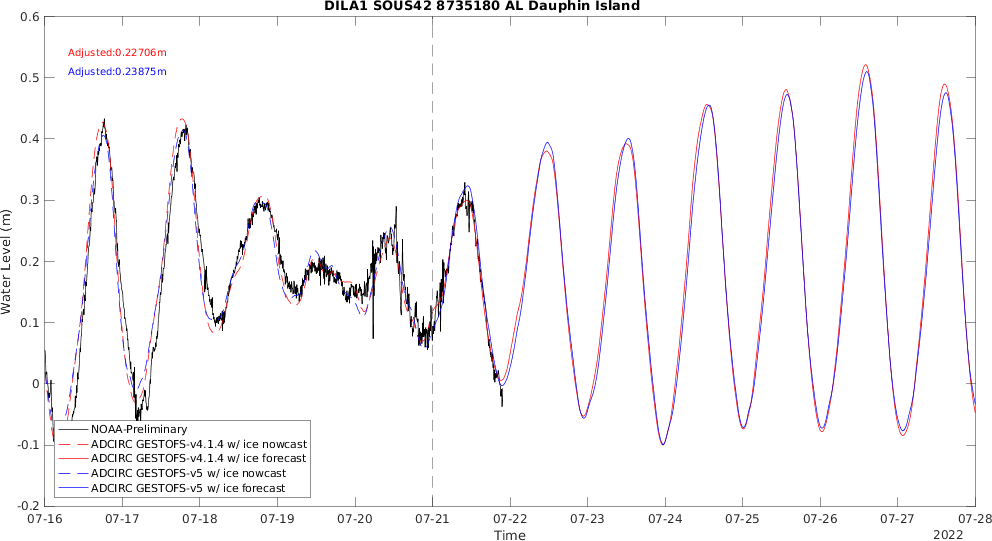 DILA1 SOUS42 8735180 AL Dauphin Island
0.6
Adjusted:0.22706m
Adjusted:0.23875m
0.5
0.4
0.3
0.2
0.1
0
-0.1
-0.2
Water Level (m)
NOAA-Preliminary
ADCIRC GESTOFS-v4.1.4 w/ ice nowcast
ADCIRC GESTOFS-v4.1.4 w/ ice forecast
ADCIRC GESTOFS-v5 w/ ice nowcast
ADCIRC GESTOFS-v5 w/ ice forecast
07-16 07-17 07-18 07-19 07-20 07-21 07-22 07-23 07-24 07-25 07-26 07-27 07-28
Time
2022